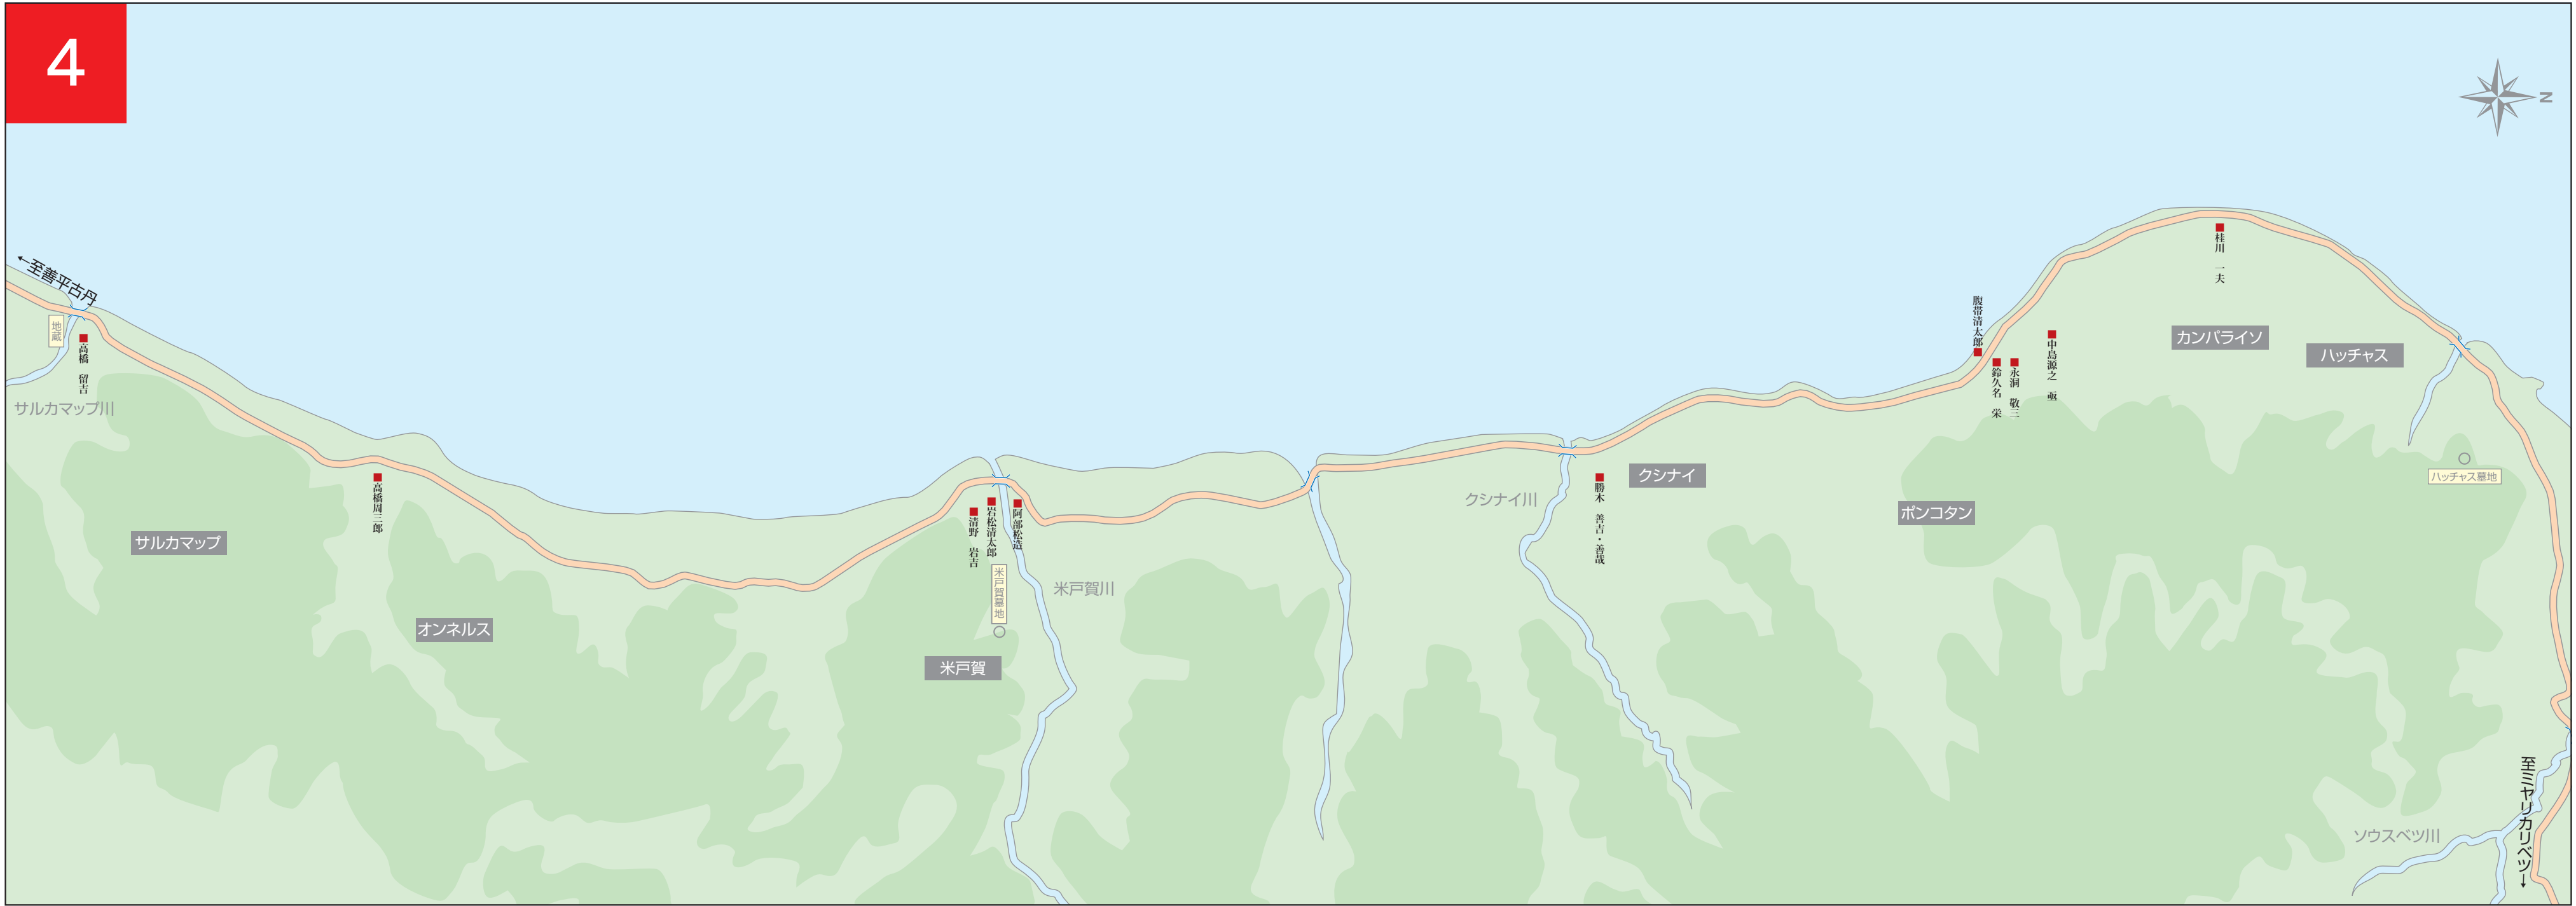 4
N
←至善平古丹
地蔵
高橋 留吉
サルカマップ川
サルカマップ
高橋周三郎
オンネルス
清野 岩吉
岩松清太郎
阿部松造
米戸賀墓地
米戸賀川
米戸賀
クシナイ川
勝木 善吉・善哉
クシナイ
腹帯清太郎
鈴久名 栄
永洞 敬三
中島源之亟
ポンコタン
桂川 一夫
カンパライソ
ハッチャス
ハッチャス墓地
ソウスベツ川
至ミヤリカリベツ→